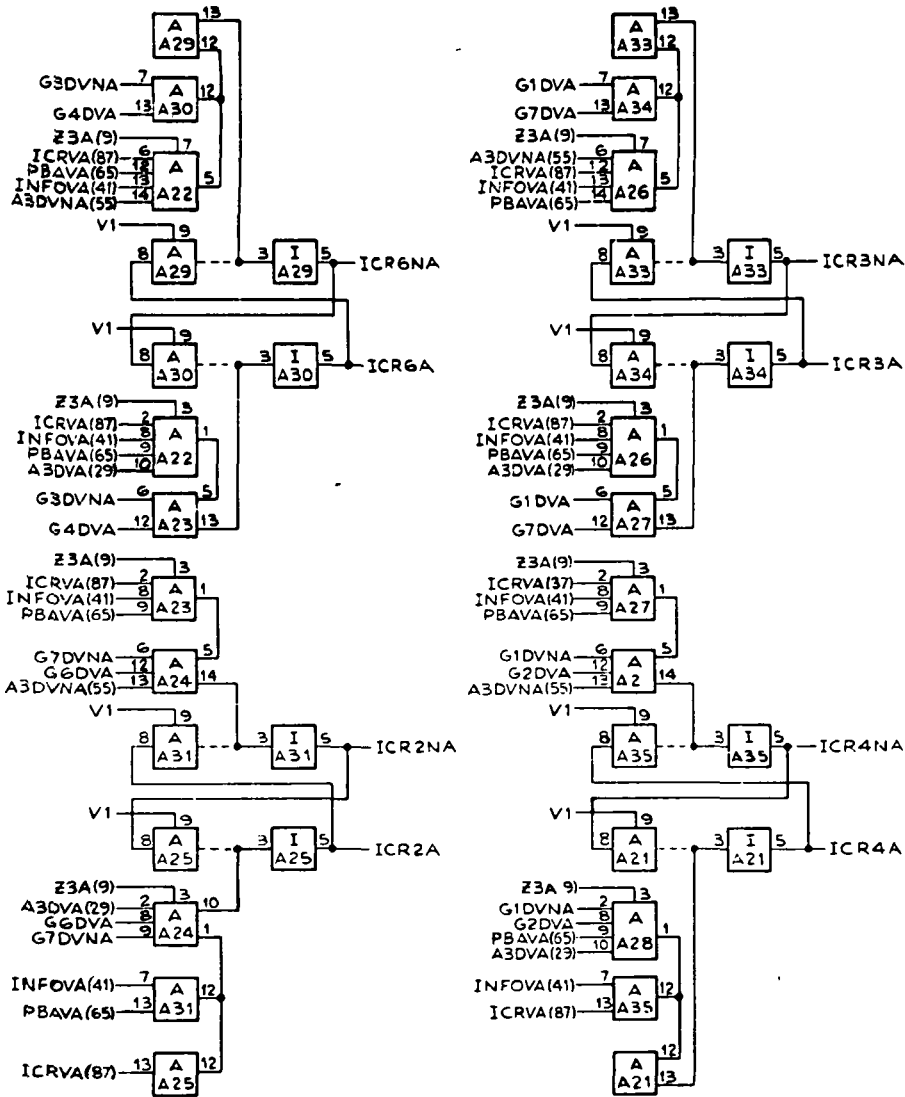 A A29 13 12
G3DVNA 7 A A30 12
G4DVA 13
Z3A(9) 7
ICRVA(87) 6 A A22 5
PBAVA(65) 12
INFOVA(41) 13
A3DVNA(55) 14
V1 9
8 A A29 3 I A29 5 ICR6NA
V1 9
8 A A30 3 I A30 5 ICR6A
Z3A(9) 3
ICRVA(87) 2 A A22 1
INFOVA(41) 8
PBAVA(65) 9
A3DVA(29) 10
G3DVNA 6 A A23 5
G4DVA 12 13
Z3A(9) 3
ICRVA(87) 2 A A23 1
INFOVA(41) 8
PBAVA(65) 9
G7DVNA 6 A A24 5
G6DVA 12 14
A3DVNA(55) 13
V1 9
8 A A31 3 I A31 5 ICR2NA
V1 9
8 A A25 3 I A25 5 ICR2A
Z3A(9) 3
A3DVA(29) 2 A A24 10
G6DVA 8
G7DVNA 9 1
INFOVA(41) 7 A A31 12
PBAVA(65) 13
ICRVA(87) 13 A A25 12
A A33 13 12
G1DVA 7 A A34 12
G7DVA 13
Z3A(9) 7
A3DVNA(55) 6 A A26 5
ICRVA(87) 12
INFOVA(41) 13
PBAVA(65) 14
V1 9
8 A A33 3 I A33 5 ICR3NA
V1 9
8 A A34 3 I A34 5 ICR3A
Z3A(9) 3
ICRVA(87) 2 A A26 1
INFOVA(41) 8
PBAVA(65) 9
A3DVA(29) 10
G1DVA 6 A A27 5
G7DVA 12 13
Z3A(9) 3
ICRVA(37) 2 A A27 1
INFOVA(41) 8
PBAVA(65) 9
G1DVNA 6 A A2 5
G2DVA 12 14
A3DVNA(55) 13
V1 9
8 A A35 3 I A35 5 ICR4NA
V1 9
8 A A21 3 I A21 5 ICR4A
Z3A 9) 3
G1DVNA 2 A A28 1
G2DVA 8
PBAVA(65) 9
A3DVA(29) 10
INFOVA(41) 7 A A35 12
ICRVA(87) 13
A A21 12 13